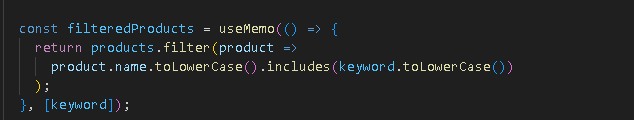 const filteredProducts = useMemo(() => {
  return products.filter(product =>
    product.name.toLowerCase().includes(keyword.toLowerCase())
  );
}, [keyword]);